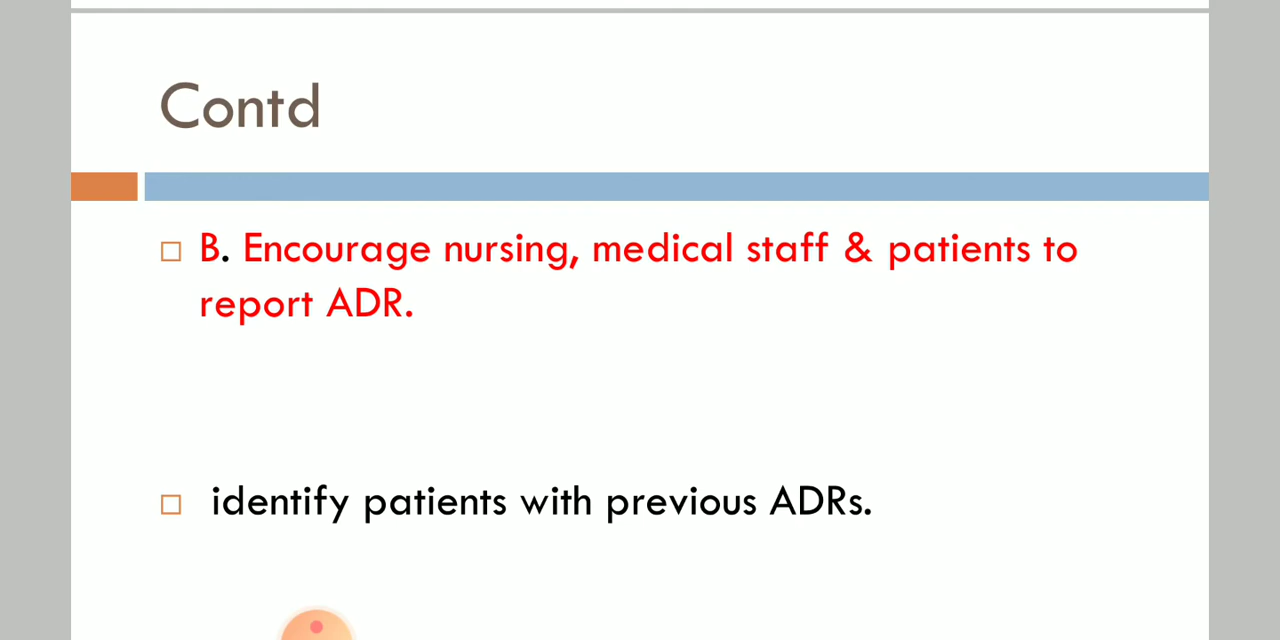 Contd
B. Encourage nursing, medical staff & patients to
report ADR.
identify patients with previous ADRs.